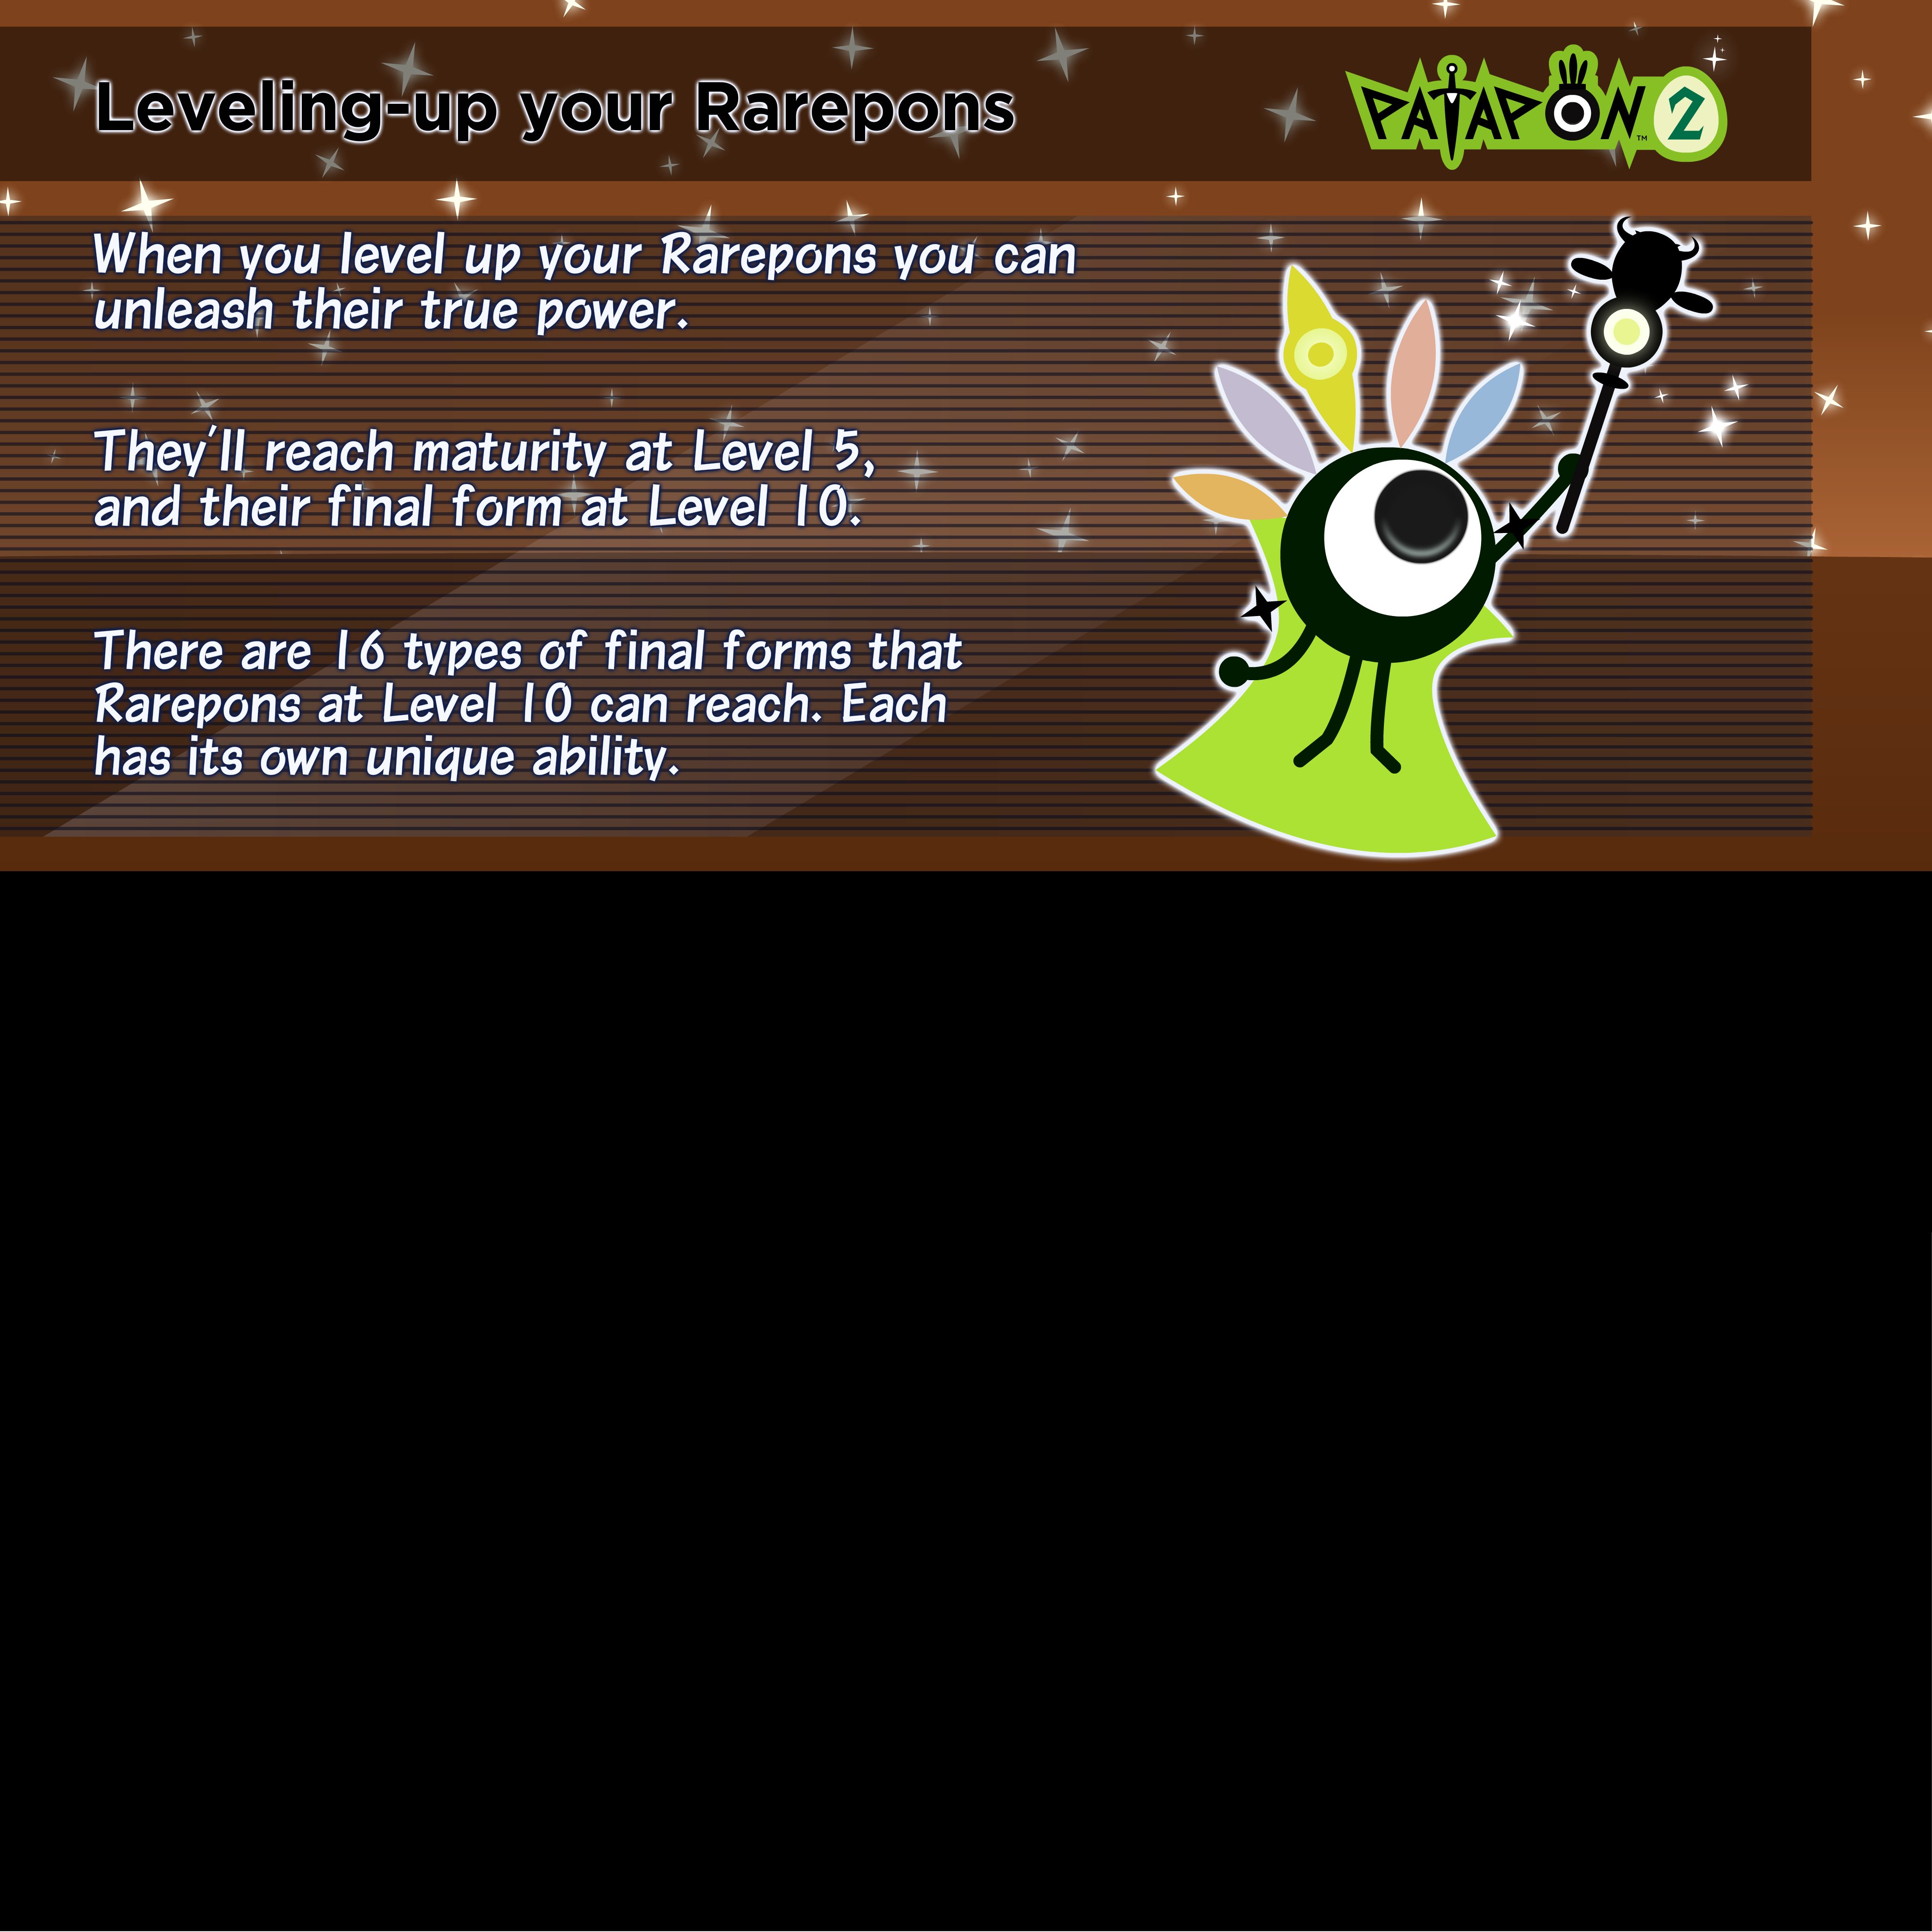 Leveling-up your Rarepons
PATAPON™ 2
When you level up your Rarepons you can
unleash their true power.
They'll reach maturity at Level 5,
and their final form at Level 10.
There are 16 types of final forms that
Rarepons at Level 10 can reach. Each
has its own unique ability.